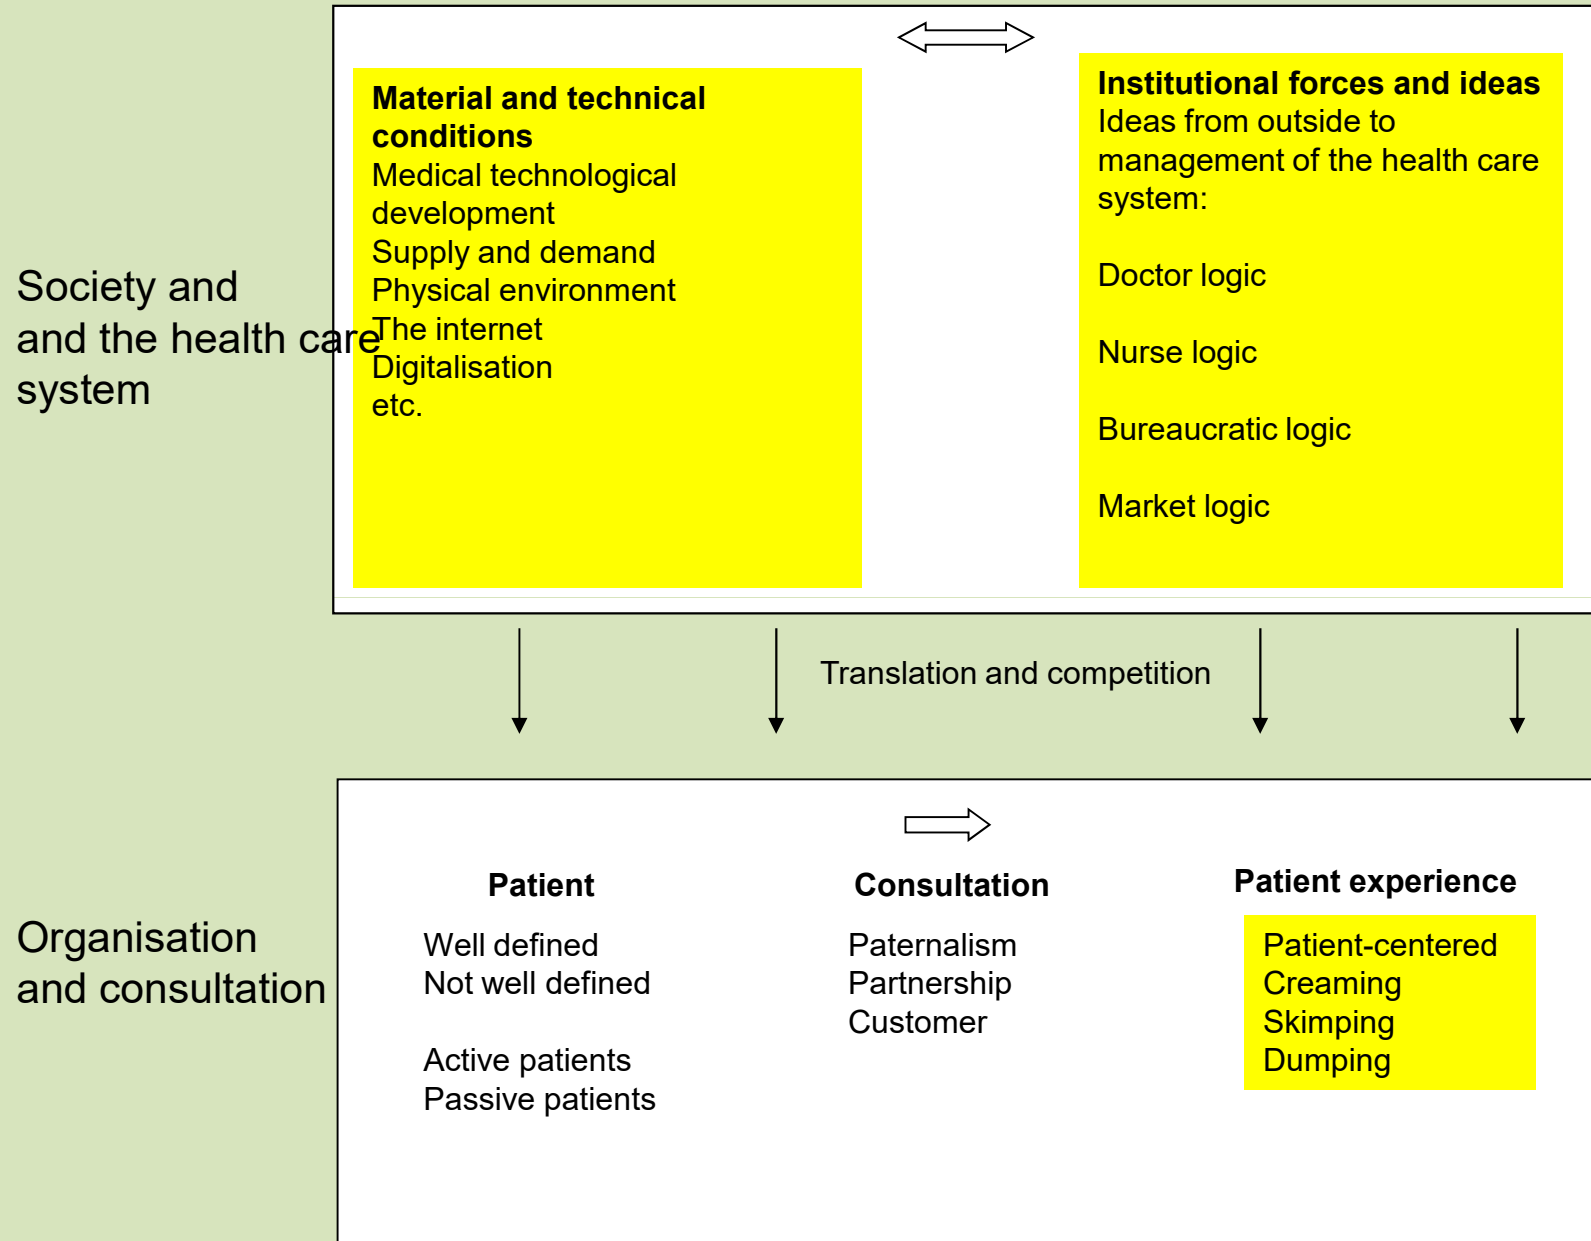 Material and technical
conditions
Medical technological
development
Supply and demand
Physical environment
The internet
Digitalisation
etc.
Institutional forces and ideas
Ideas from outside to
management of the health care
system:
Doctor logic
Nurse logic
Bureaucratic logic
Market logic
Society and
and the health care
system
Translation and competition
Organisation
and consultation
Patient
Well defined
Not well defined
Active patients
Passive patients
Consultation
Paternalism
Partnership
Customer
Patient experience
Patient-centered
Creaming
Skimping
Dumping